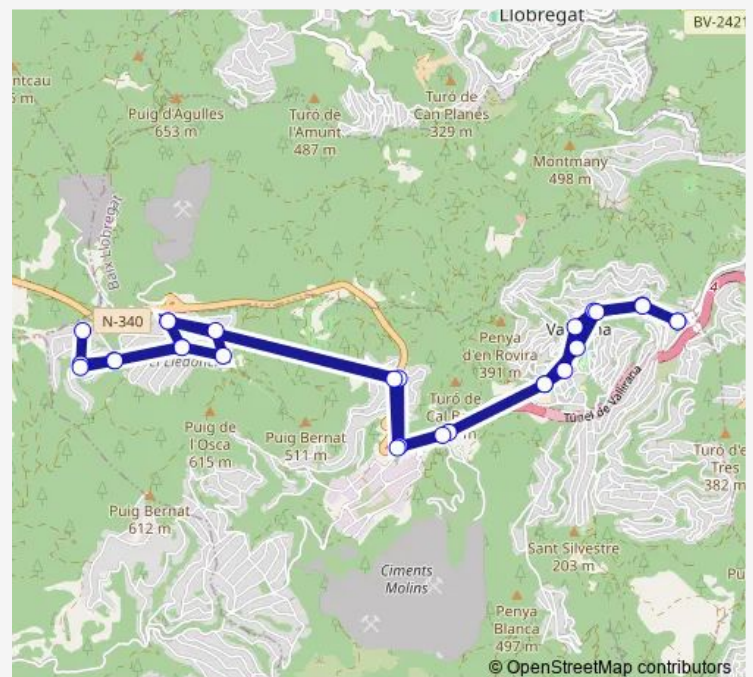 Llobregat
BV-2421
ntcau
m
Puig d'Agulles
653 m
Turó de
l'Amunt
487 m
Turó de
Can Planes
329 m
Montmany
498 m
Baix Llobregat
4
N-340
Penya
d'en Rovira
391 m
Túnel de Vallirana
Turó de
Puig de
l'Osca
615 m
Puig Bernat
511 m
Turó d'e
Tres
382 m
Puig Bernat
612 m
Sant Silvestre
203 m
Ciments
Molins
Penya
Blanca
497 m
© OpenStreetMap contributors